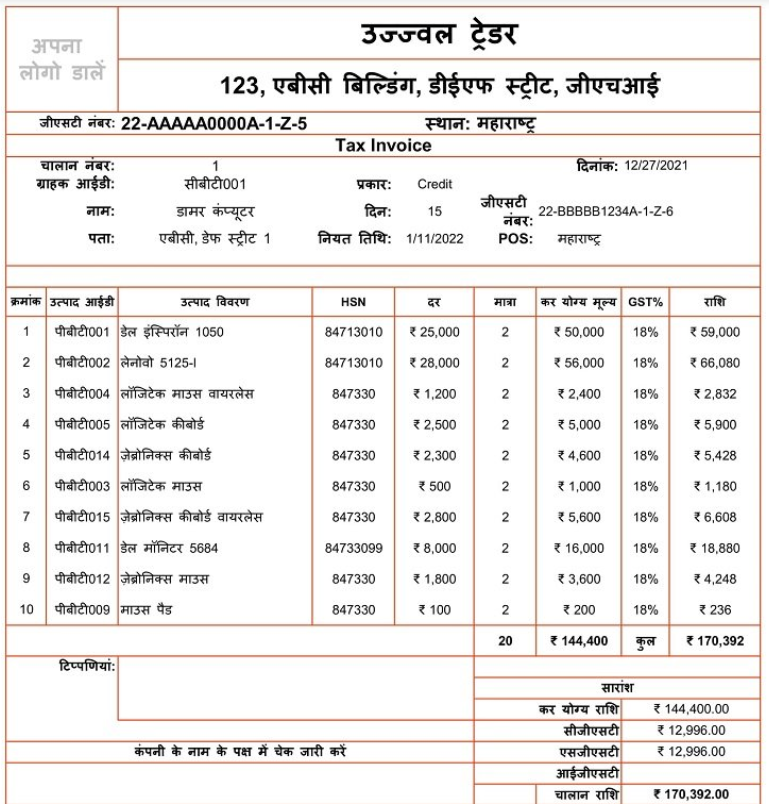 अपना
लोगो डालें
उज्ज्वल ट्रेडर
123, एबीसी बिल्डिंग, डीईएफ स्ट्रीट, जीएचआई
जीएसटी नंबर: 22-AAAAA0000A-1-Z-5 स्थान: महाराष्ट्र
Tax Invoice
चालान नंबर: 1 दिनांक: 12/27/2021
ग्राहक आईडी: सीबीटी001 प्रकार: Credit
नाम: डामर कंप्यूटर दिन: 15 जीएसटी नंबर: 22-BBBBB1234A-1-Z-6
पता: एबीसी, डेफ स्ट्रीट 1 नियत तिथि: 1/11/2022 POS: महाराष्ट्र
क्रमांक उत्पाद आईडी उत्पाद विवरण HSN दर मात्रा कर योग्य मूल्य GST% राशि
1 पीबीटी001 डेल इंस्पिरॉन 1050 84713010 ₹ 25,000 2 ₹ 50,000 18% ₹ 59,000
2 पीबीटी002 लेनोवो 5125-I 84713010 ₹ 28,000 2 ₹ 56,000 18% ₹ 66,080
3 पीबीटी004 लॉजिटेक माउस वायरलेस 847330 ₹ 1,200 2 ₹ 2,400 18% ₹ 2,832
4 पीबीटी005 लॉजिटेक कीबोर्ड 847330 ₹ 2,500 2 ₹ 5,000 18% ₹ 5,900
5 पीबीटी014 ज़ेब्रोनिक्स कीबोर्ड 847330 ₹ 2,300 2 ₹ 4,600 18% ₹ 5,428
6 पीबीटी003 लॉजिटेक माउस 847330 ₹ 500 2 ₹ 1,000 18% ₹ 1,180
7 पीबीटी015 ज़ेब्रोनिक्स कीबोर्ड वायरलेस 847330 ₹ 2,800 2 ₹ 5,600 18% ₹ 6,608
8 पीबीटी011 डेल मॉनिटर 5684 84733099 ₹ 8,000 2 ₹ 16,000 18% ₹ 18,880
9 पीबीटी012 ज़ेब्रोनिक्स माउस 847330 ₹ 1,800 2 ₹ 3,600 18% ₹ 4,248
10 पीबीटी009 माउस पैड 847330 ₹ 100 2 ₹ 200 18% ₹ 236
20 ₹ 144,400 कुल ₹ 170,392
टिप्पणियां:
सारांश
कर योग्य राशि ₹ 144,400.00
सीजीएसटी ₹ 12,996.00
कंपनी के नाम के पक्ष में चेक जारी करें एसजीएसटी ₹ 12,996.00
आईजीएसटी
चालान राशि ₹ 170,392.00